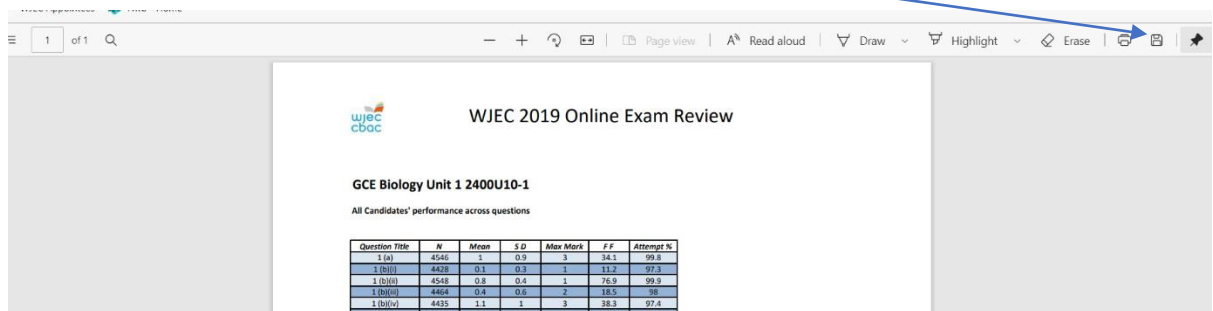 1 of 1 Page view Read aloud Draw Highlight Erase
wjec
cbac
WJEC 2019 Online Exam Review
GCE Biology Unit 1 2400U10-1
All Candidates' performance across questions
Question Title N Mean S D Max Mark F F Attempt %
1 (a) 4546 1 0.9 3 34.1 99.8
1 (b)(i) 4428 0.1 0.3 1 11.2 97.3
1 (b)(ii) 4548 0.8 0.4 1 76.9 99.9
1 (b)(iii) 4464 0.4 0.6 2 18.5 98
1 (b)(iv) 4435 1.1 1 3 38.3 97.4